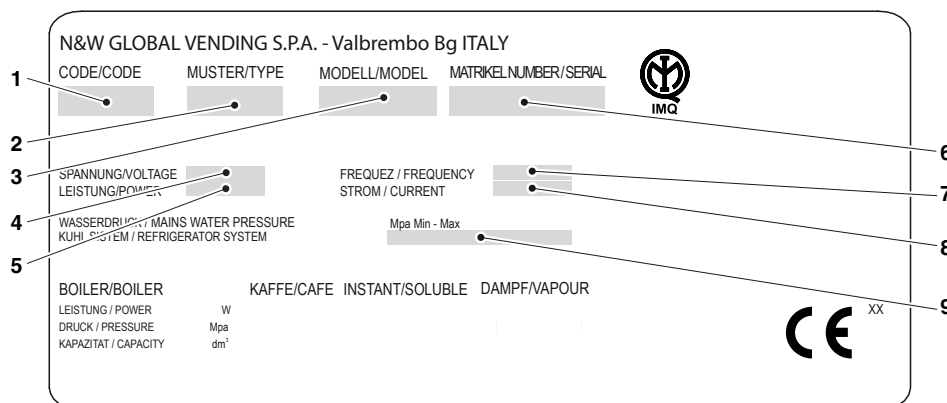 N&W GLOBAL VENDING S.P.A. - Valbrembo Bg ITALY
CODE/CODE MUSTER/TYPE MODELL/MODEL MATRIKEL NUMBER / SERIAL
IMQ
1
2
3
4
5
6
7
8
9
SPANNUNG/VOLTAGE FREQUEZ / FREQUENCY
LEISTUNG/POWER STROM / CURRENT
WASSERDRUCK / MAINS WATER PRESSURE Mpa Min - Max
KUHL SISTEM / REFRIGERATOR SYSTEM
BOILER/BOILER KAFFE/CAFE INSTANT/SOLUBLE DAMPF/VAPOUR
LEISTUNG / POWER W
DRUCK / PRESSURE Mpa
KAPAZITAT / CAPACITY dm³
CE XX